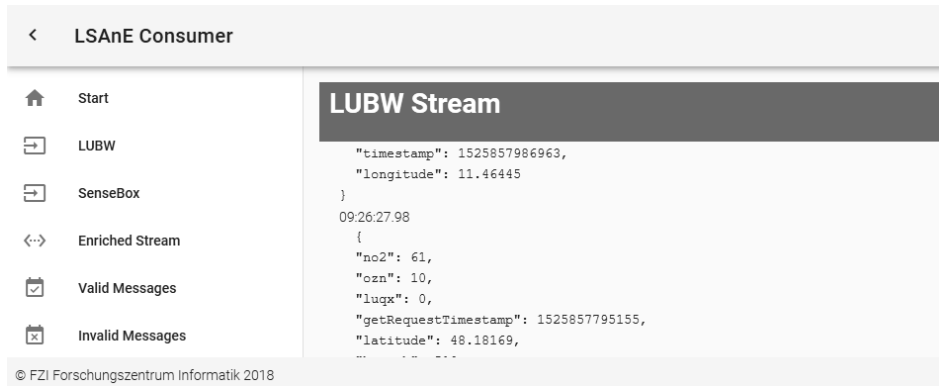 LSAnE Consumer
Start
LUBW
SenseBox
Enriched Stream
Valid Messages
Invalid Messages
LUBW Stream
"timestamp": 1525857986963,
"longitude": 11.46445
}
09:26:27.98
{
"no2": 61,
"ozn": 10,
"luqx": 0,
"getRequestTimestamp": 1525857795155,
"latitude": 48.18169,
© FZI Forschungszentrum Informatik 2018